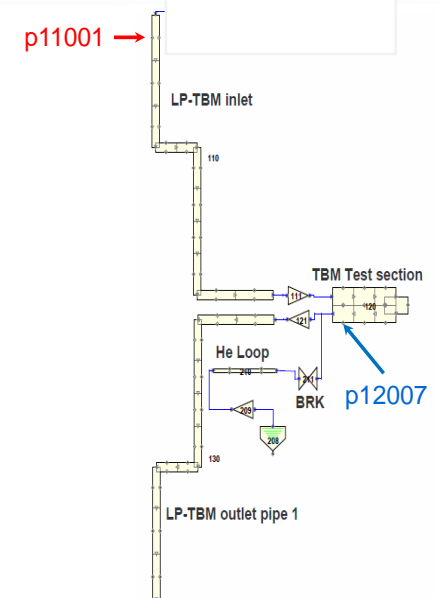 p11001
LP-TBM inlet
110
TBM Test section
111
120
121
He Loop
210
211
BRK
p12007
209
208
130
LP-TBM outlet pipe 1